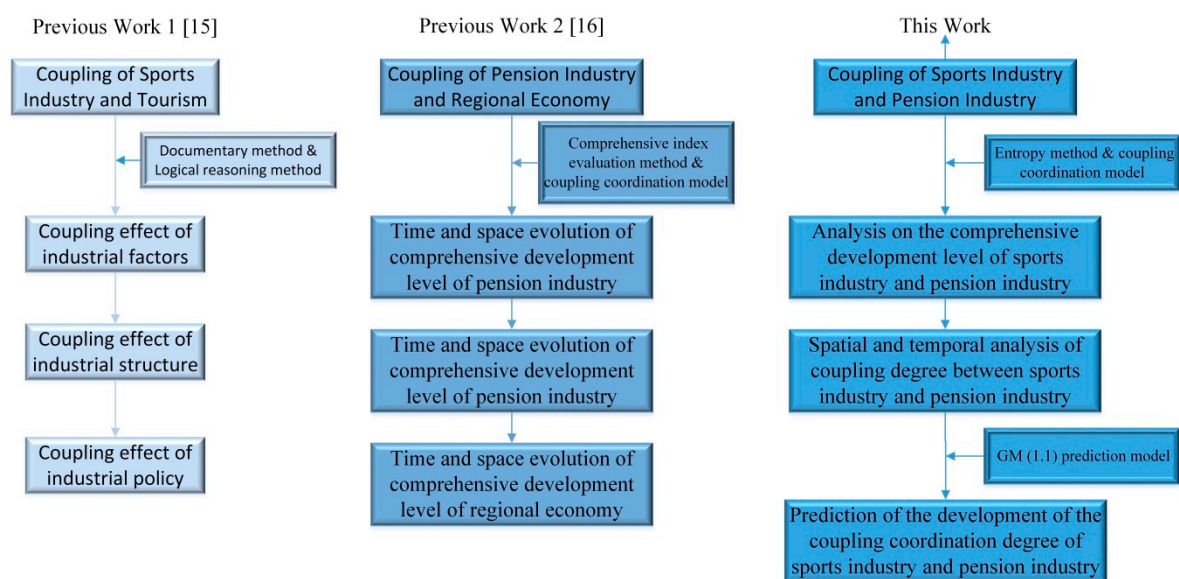 Previous Work 1 [15]
Coupling of Sports
Industry and Tourism
Documentary method &
Logical reasoning method
Coupling effect of
industrial factors
Coupling effect of
industrial structure
Coupling effect of
industrial policy
Previous Work 2 [16]
Coupling of Pension Industry
and Regional Economy
Comprehensive index
evaluation method &
coupling coordination model
Time and space evolution of
comprehensive development
level of pension industry
Time and space evolution of
comprehensive development
level of pension industry
Time and space evolution of
comprehensive development
level of regional economy
This Work
Coupling of Sports Industry
and Pension Industry
Entropy method & coupling
coordination model
Analysis on the comprehensive
development level of sports
industry and pension industry
Spatial and temporal analysis of
coupling degree between sports
industry and pension industry
GM (1.1) prediction model
Prediction of the development of the
coupling coordination degree of
sports industry and pension industry